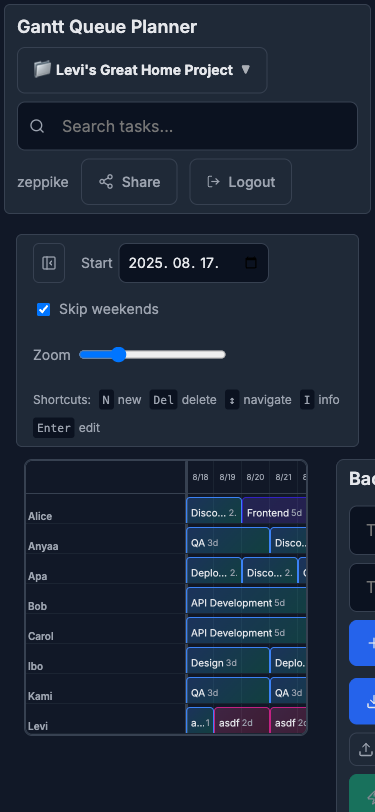 Gantt Queue Planner
Levi's Great Home Project ▼
Search tasks...
zeppike Share Logout
Start 2025. 08. 17.
Skip weekends
Zoom
Shortcuts: N new Del delete ↕ navigate I info
Enter edit
8/18 8/19 8/20 8/21 8
Alice Disco... 2. Frontend 5d
Anyaa QA 3d Disco..
Apa Deplo... 2. Disco... 2.
Bob API Development 5d
Carol API Development 5d
Ibo Design 3d Deplo.
Kami QA 3d QA 3d
Levi a... 1 asdf 2d asdf 2
Bac
T
T